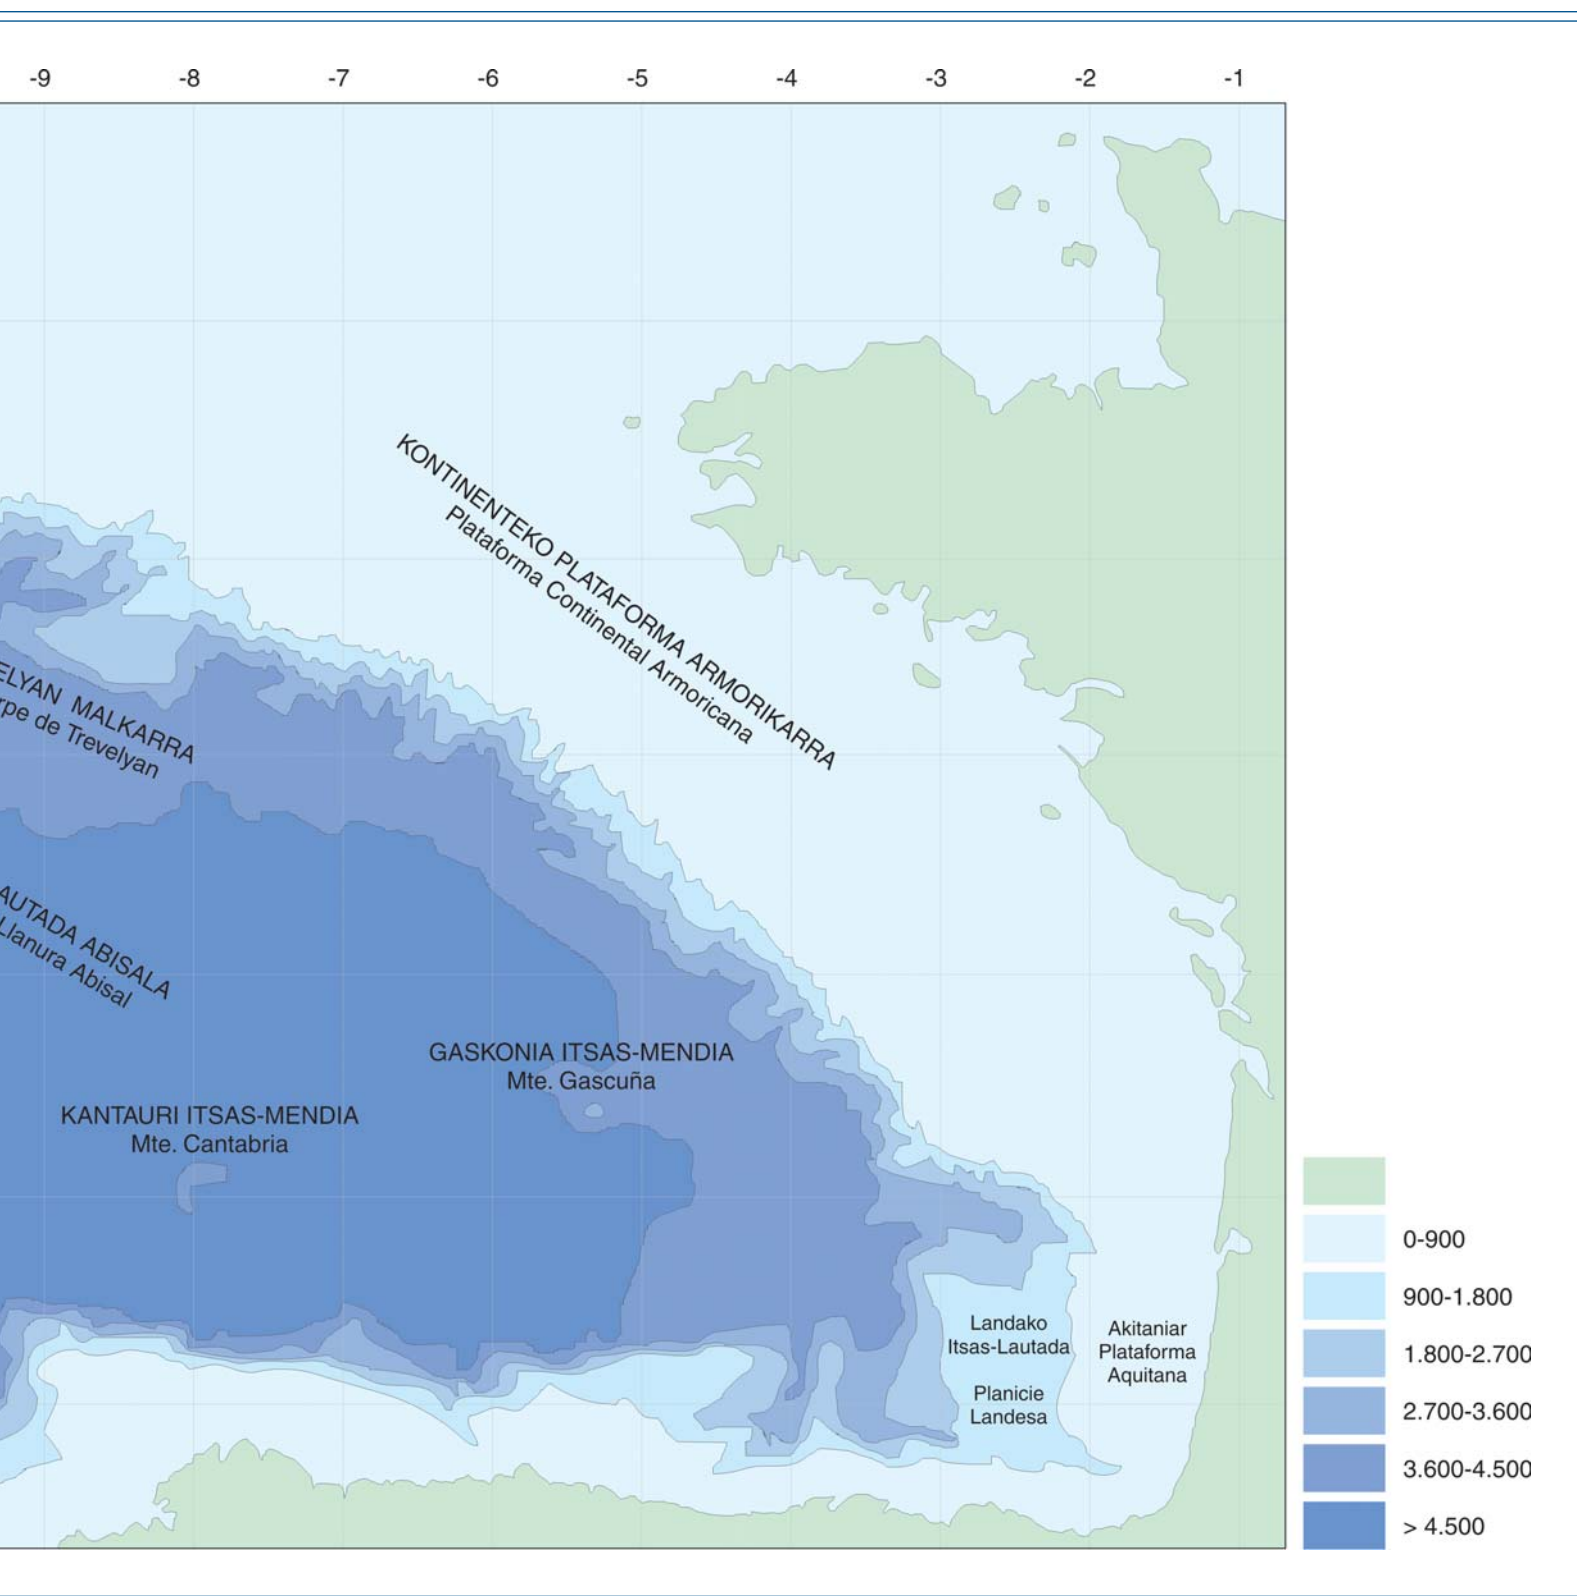 -9 -8 -7 -6 -5 -4 -3 -2 -1
KONTINENTEKO PLATAFORMA ARMORIKARRA
Plataforma Continental Armoricana
ELYAN MALKARRA
rpe de Trevelyan
AUTADA ABISALA
Llanura Abisal
GASKONIA ITSAS-MENDIA
Mte. Gascuña
KANTAURI ITSAS-MENDIA
Mte. Cantabria
Landako
Itsas-Lautada
Planicie
Landesa
Akitaniar
Plataforma
Aquitana
0-900
900-1.800
1.800-2.700
2.700-3.600
3.600-4.500
> 4.500